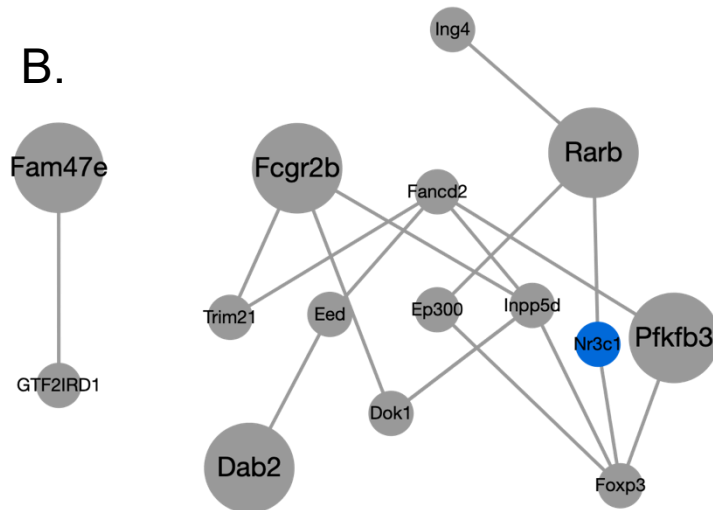 Ing4
B.
Rarb
Fam47e
Fcgr2b
Fancd2
Trim21
Eed
Ep300
Inpp5d
Nr3c1
Pfkfb3
GTF2IRD1
Dok1
Dab2
Foxp3